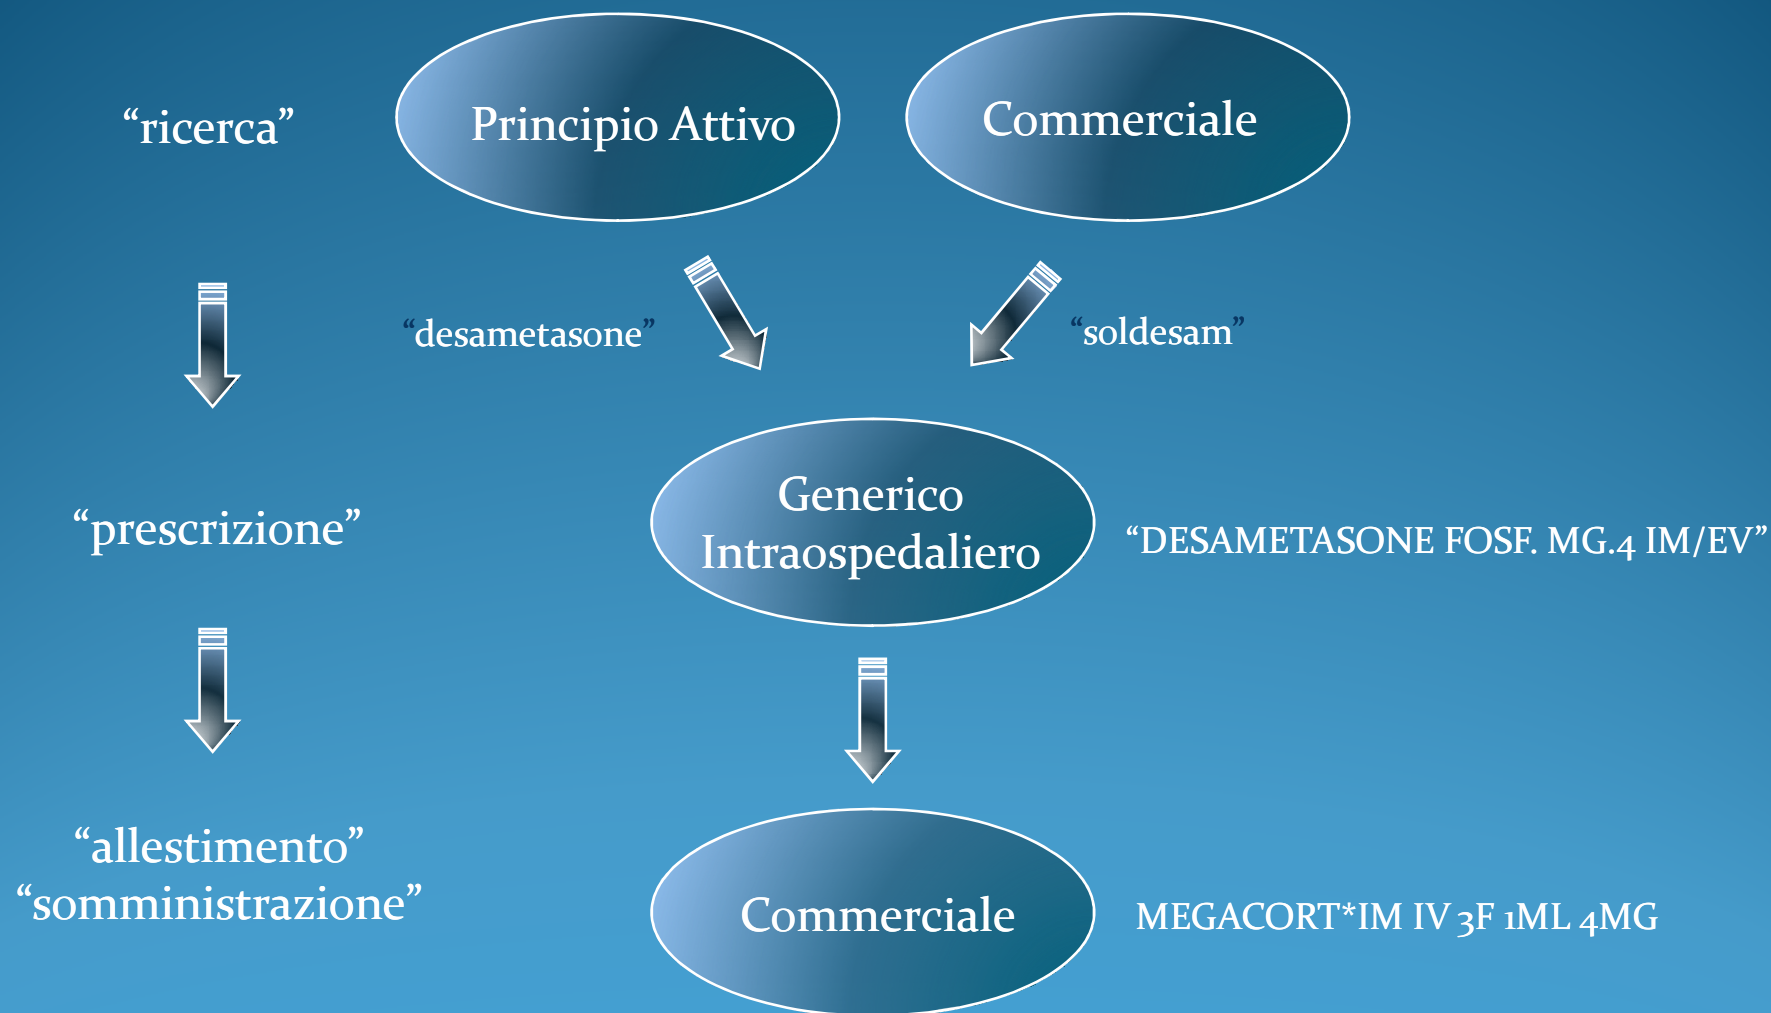 “ricerca”
Principio Attivo
Commerciale
“desametasone”
“soldesam”
“prescrizione”
Generico
Intraospedaliero
“DESAMETASONE FOSF. MG.4 IM/EV”
“allestimento”
“somministrazione”
Commerciale
MEGACORT*IM IV 3F 1ML 4MG